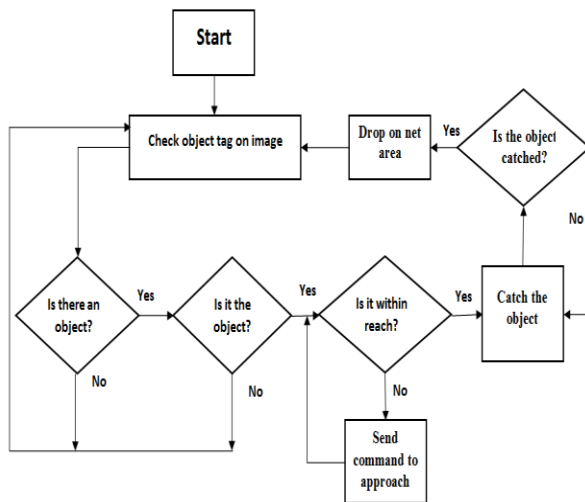 Start
Check object tag on image
Drop on net
area
Yes
Is the object
catched?
No
Is there an
object?
Yes
No
Is it the
object?
Yes
No
Is it within
reach?
Yes
No
Catch the
object
Send
command to
approach